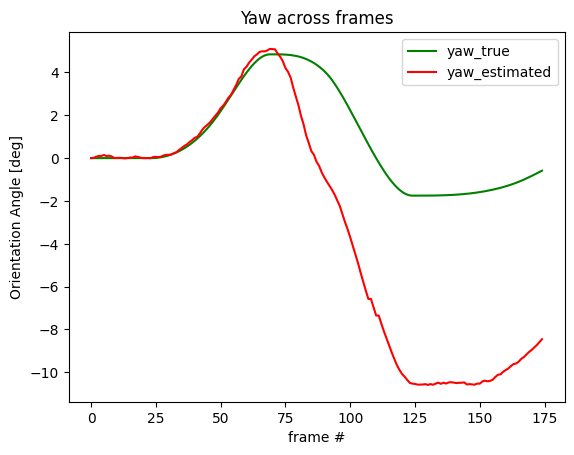 Yaw across frames
yaw_true
yaw_estimated
Orientation Angle [deg]
4
2
0
−2
−4
−6
−8
−10
0 25 50 75 100 125 150 175
frame #